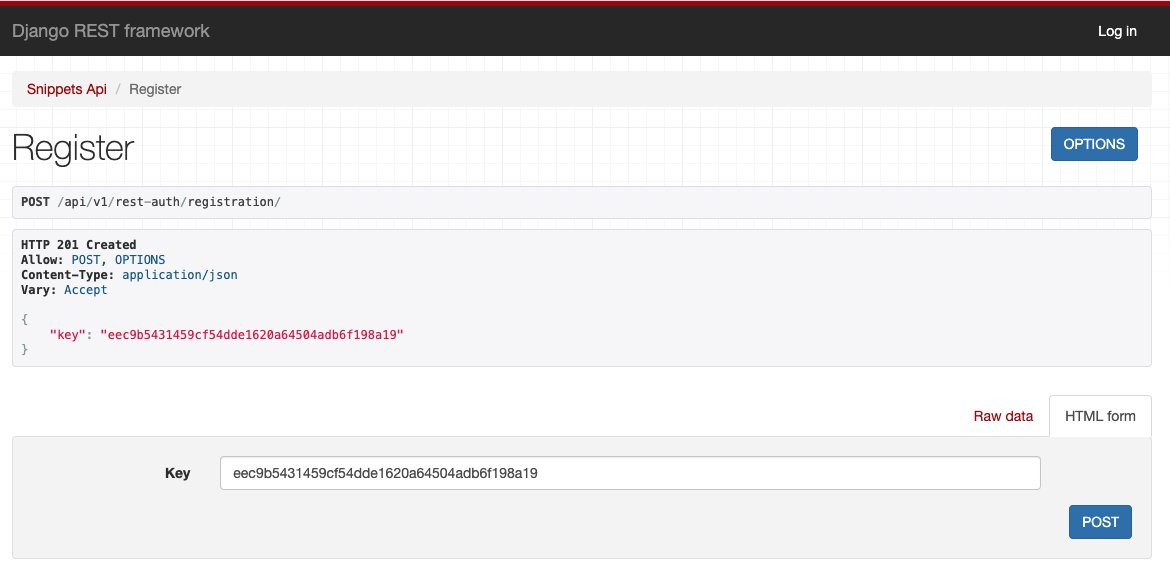 Django REST framework
Log in
Snippets Api / Register
Register
OPTIONS
POST /api/v1/rest-auth/registration/
HTTP 201 Created
Allow: POST, OPTIONS
Content-Type: application/json
Vary: Accept
{
    "key": "eec9b5431459cf54dde1620a64504adb6f198a19"
}
Raw data
HTML form
Key
eec9b5431459cf54dde1620a64504adb6f198a19
POST